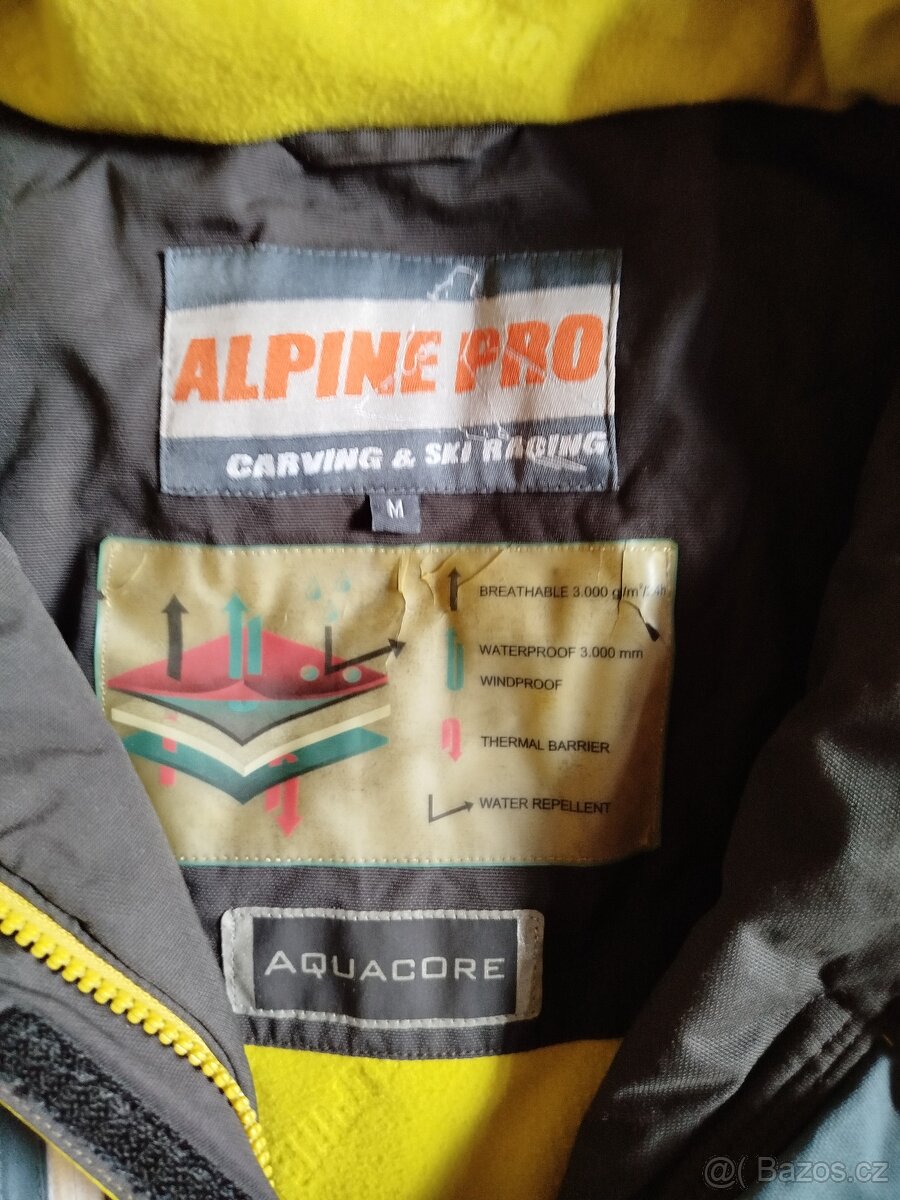 ALPINE PRO
CARVING & SKI RACING
M
BREATHABLE 3.000 g/m²/24h
WATERPROOF 3.000 mm
WINDPROOF
THERMAL BARRIER
WATER REPELLENT
AQUACORE
@( Bazos.cz